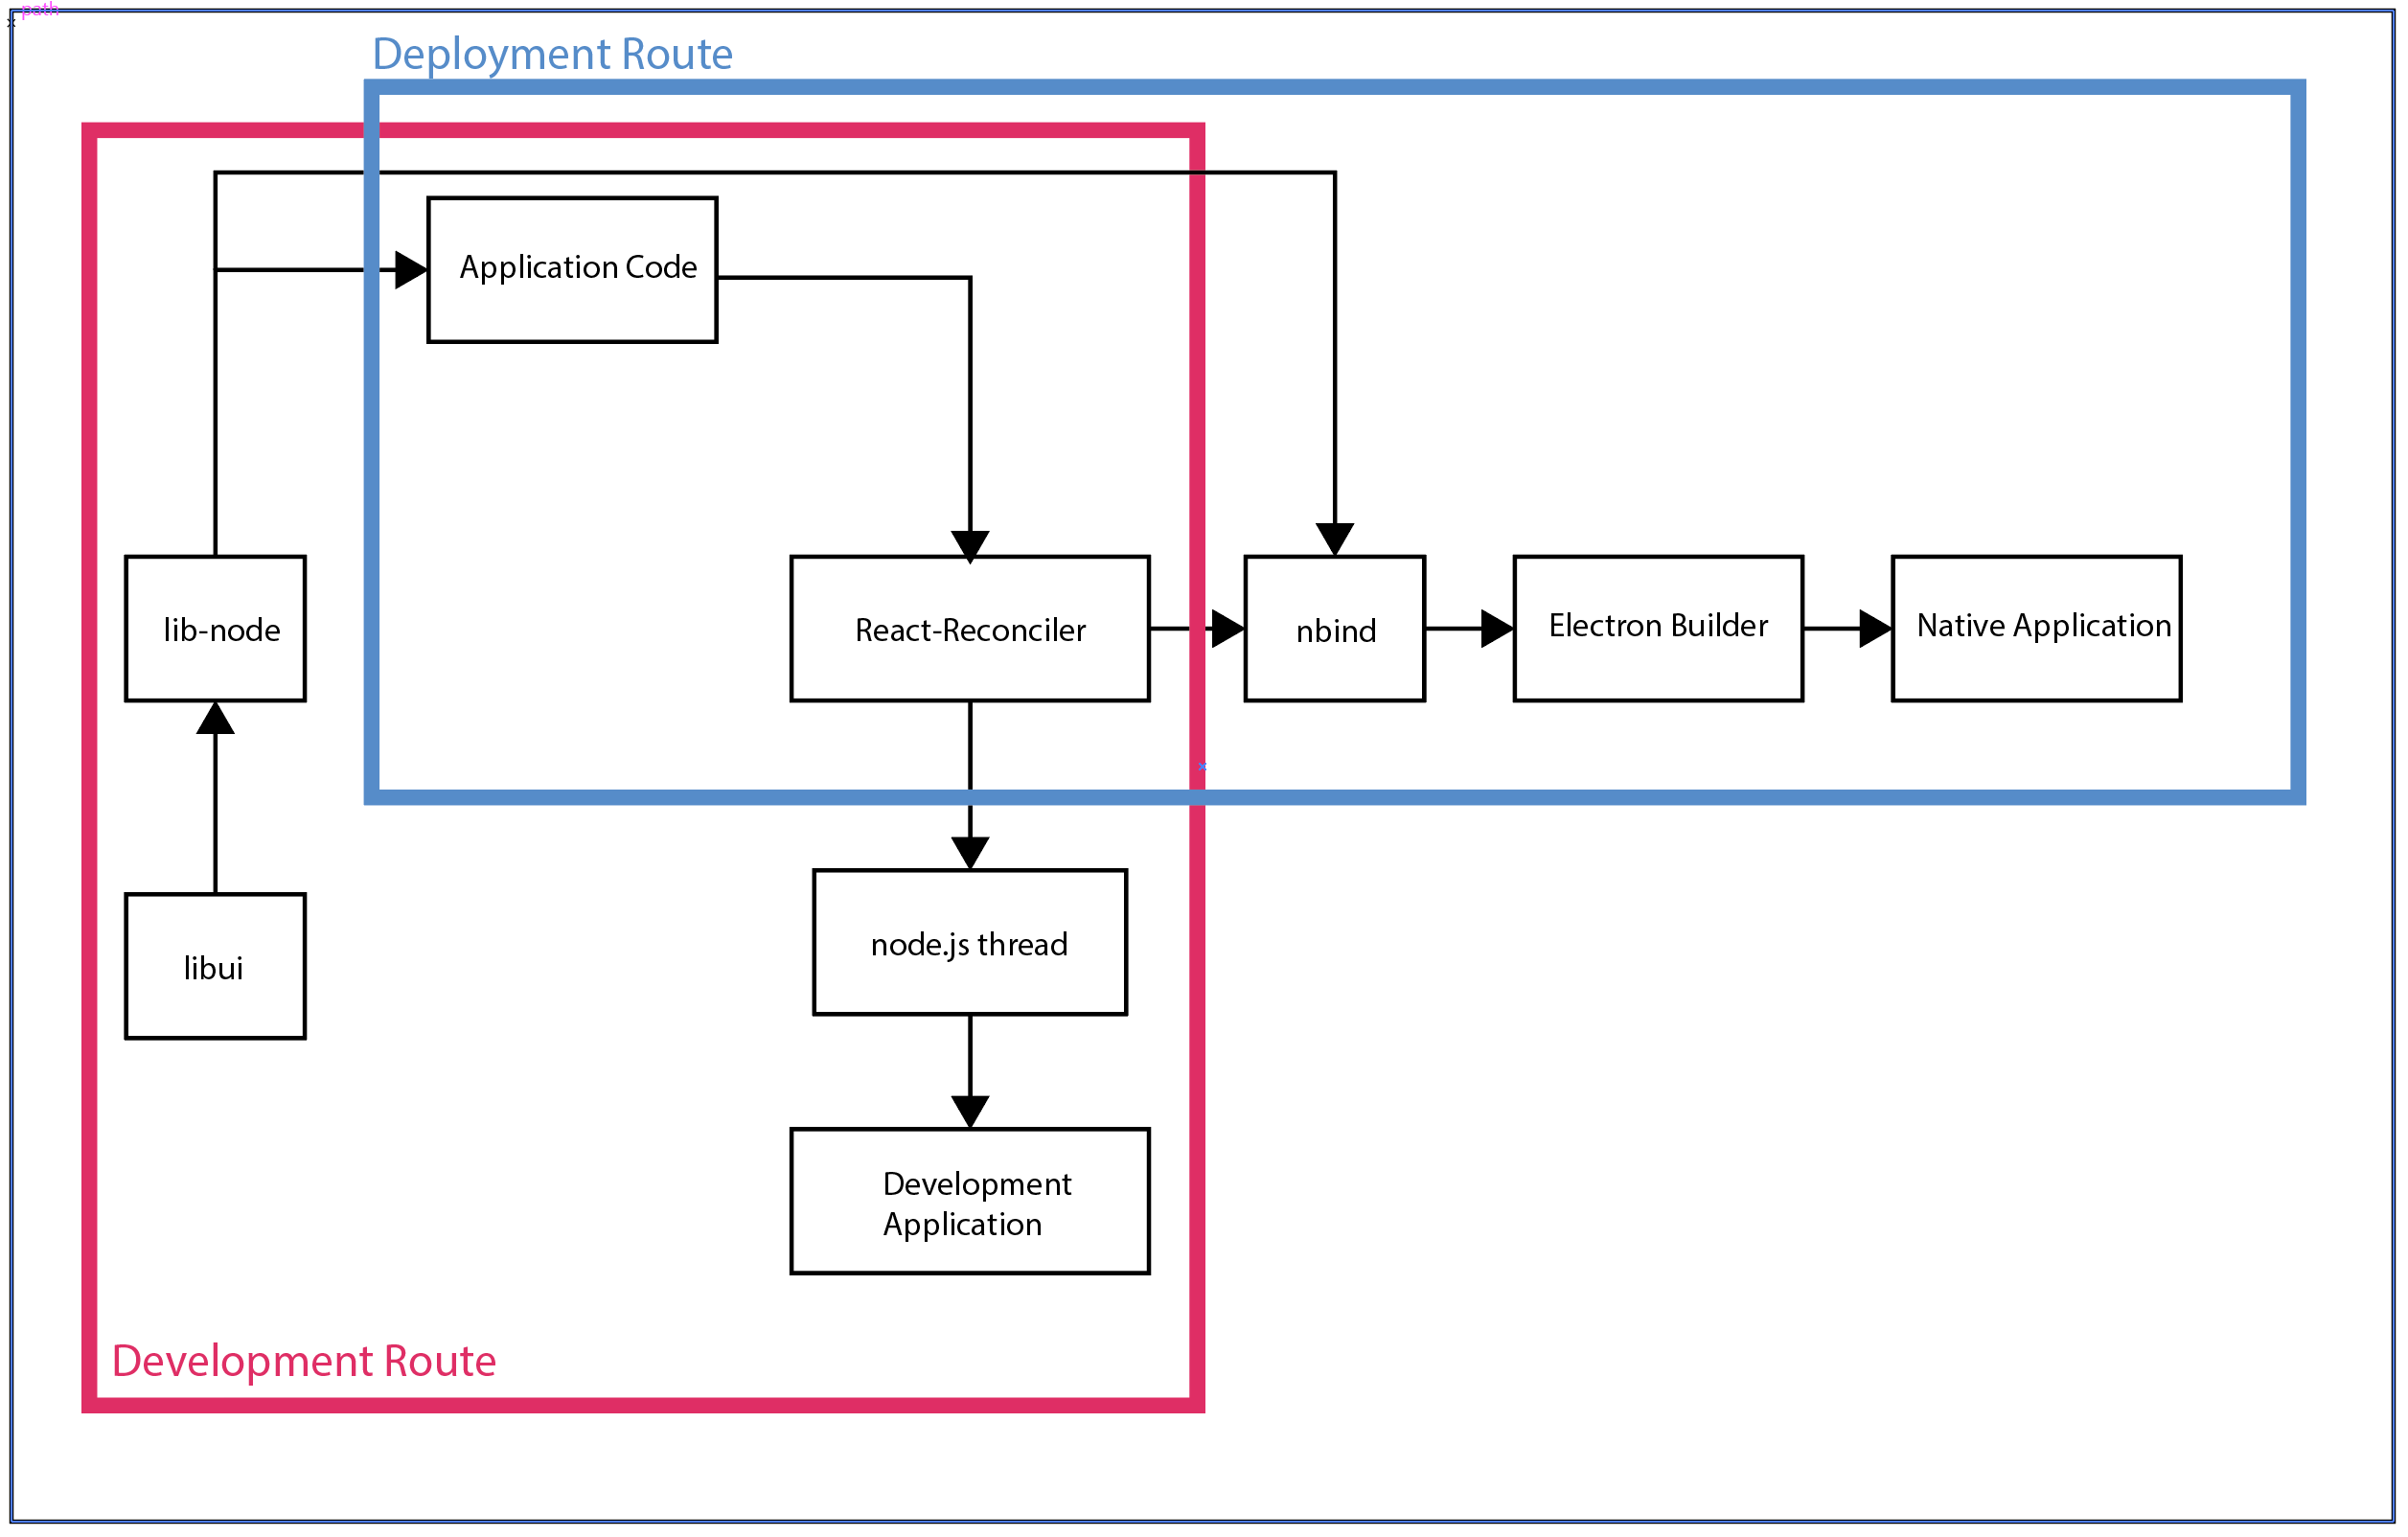 path
Deployment Route
Application Code
lib-node
React-Reconciler
nbind
Electron Builder
Native Application
libui
node.js thread
Development
Application
Development Route